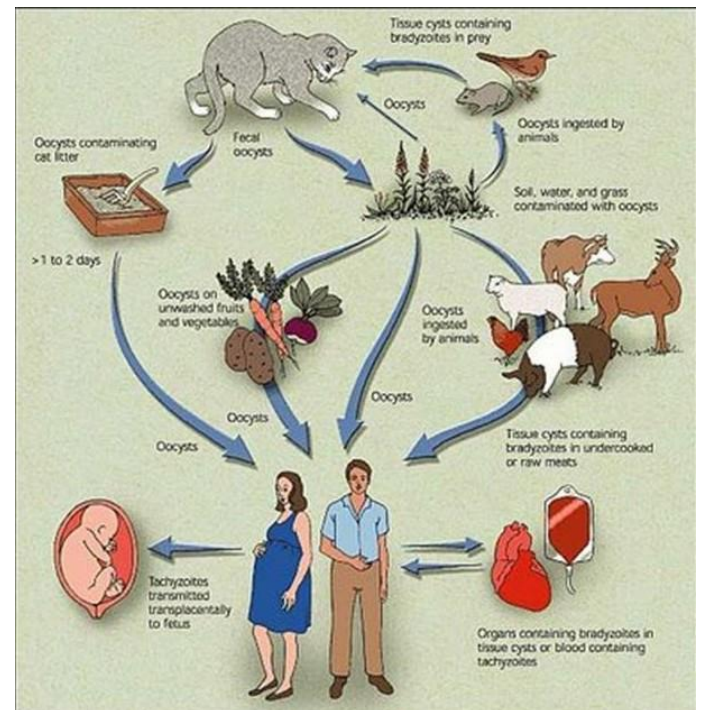 Tissue cysts containing
bradyzoites in prey
Oocysts
Oocysts ingested by
animals
Oocysts contaminating
cat litter
Fecal
oocysts
Soil, water, and grass
contaminated with oocysts
>1 to 2 days
Oocysts on
unwashed fruits
and vegetables
Oocysts
ingested
by animals
Oocysts
Oocysts
Oocysts
Tissue cysts containing
bradyzoites in undercooked
or raw meats
Tachyzoites
transmitted
transplacentally
to fetus
Organs containing bradyzoites in
tissue cysts or blood containing
tachyzoites